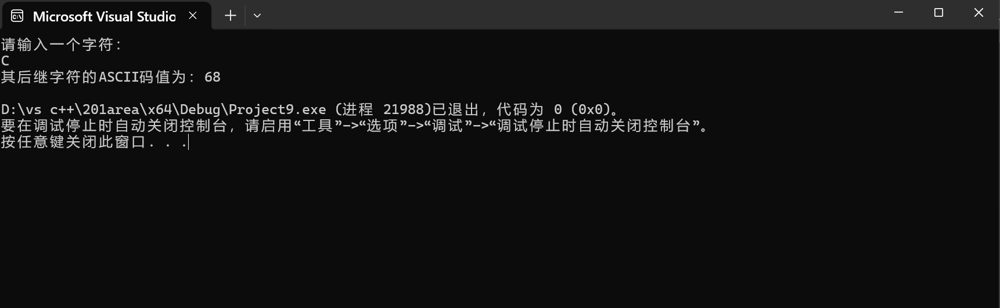 Microsoft Visual Studio
请输入一个字符：
C
其后继字符的ASCII码值为：68
D:\vs c++\201area\x64\Debug\Project9.exe (进程 21988)已退出，代码为 0 (0x0)。
要在调试停止时自动关闭控制台，请启用“工具”->“选项”->“调试”->“调试停止时自动关闭控制台”。
按任意键关闭此窗口. . .